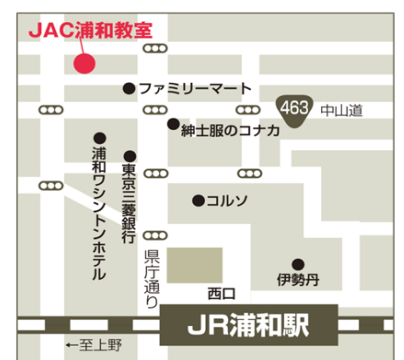 JAC浦和教室
ファミリーマート
463
中山道
紳士服のコナカ
浦和ワシントンホテル
東京三菱銀行
コルソ
県庁通り
西口
伊勢丹
JR浦和駅
←至上野